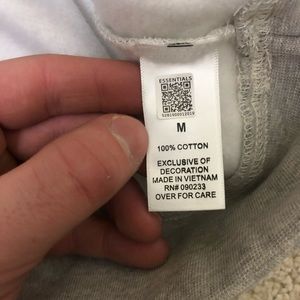 ESSENTIALS
M
100% COTTON
EXCLUSIVE OF
DECORATION
MADE IN VIETNAM
RN# 090233
OVER FOR CARE